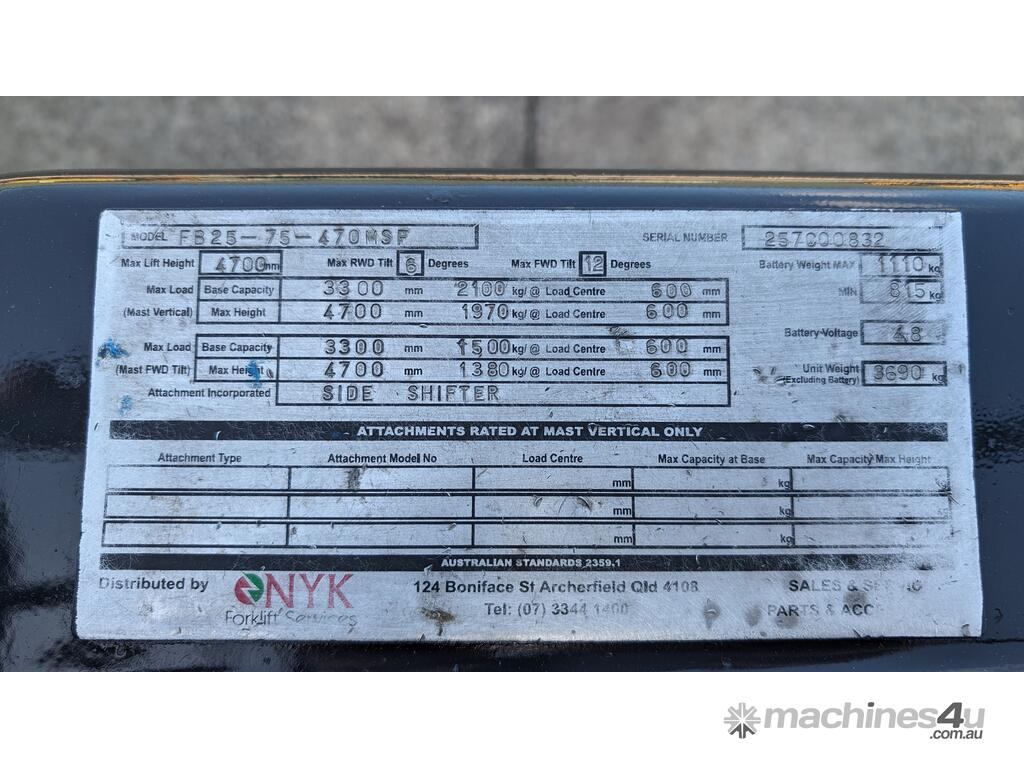 MODEL FB25-75-470MSF SERIAL NUMBER 257C00832
Max Lift Height 4700mm Max RWD Tilt 6 Degrees Max FWD Tilt 12 Degrees Battery Weight MAX 1110 kg
Max Load Base Capacity 3300 mm 2100 kg/@ Load Centre 600 mm MIN 815 kg
(Mast Vertical) Max Height 4700 mm 1970 kg/@ Load Centre 600 mm
Battery-Voltage 48
Max Load Base Capacity 3300 mm 1500 kg/@ Load Centre 600 mm
(Mast FWD Tilt) Max Height 4700 mm 1380 kg/@ Load Centre 600 mm Unit Weight 3690 kg
(Excluding Battery)
Attachment Incorporated SIDE SHIFTER
ATTACHMENTS RATED AT MAST VERTICAL ONLY
Attachment Type Attachment Model No Load Centre Max Capacity at Base Max Capacity Max Height
mm kg kg
mm kg kg
mm kg kg
AUSTRALIAN STANDARDS 2359.1
Distributed by NYK 124 Boniface St Archerfield Qld 4108 SALES &
Forklift Services Tel: (07) 3344 1400 PARTS &
machines4u
.com.au